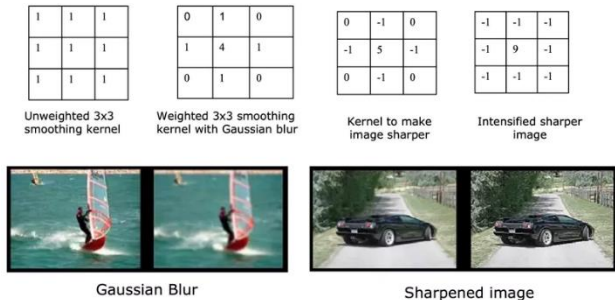 1 1 1
1 1 1
1 1 1
Unweighted 3x3
smoothing kernel
0 1 0
1 4 1
0 1 0
Weighted 3x3 smoothing
kernel with Gaussian blur
0 -1 0
-1 5 -1
0 -1 0
Kernel to make
image sharper
-1 -1 -1
-1 9 -1
-1 -1 -1
Intensified sharper
image
Gaussian Blur
Sharpened image